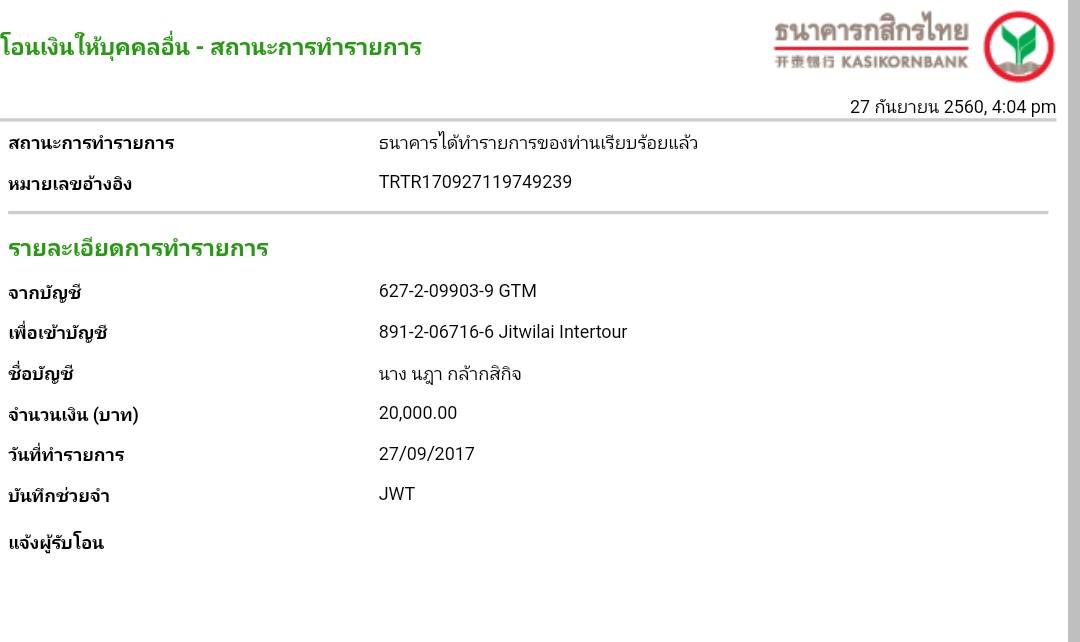 โอนเงินให้บุคคลอื่น - สถานะการทำรายการ
ธนาคารกสิกรไทย
开泰银行 KASIKORNBANK
27 กันยายน 2560, 4:04 pm
สถานะการทำรายการ ธนาคารได้ทำรายการของท่านเรียบร้อยแล้ว
หมายเลขอ้างอิง TRTR170927119749239
รายละเอียดการทำรายการ
จากบัญชี 627-2-09903-9 GTM
เพื่อเข้าบัญชี 891-2-06716-6 Jitwilai Intertour
ชื่อบัญชี นาง นฎา กล้ากสิกิจ
จำนวนเงิน (บาท) 20,000.00
วันที่ทำรายการ 27/09/2017
บันทึกช่วยจำ JWT
แจ้งผู้รับโอน